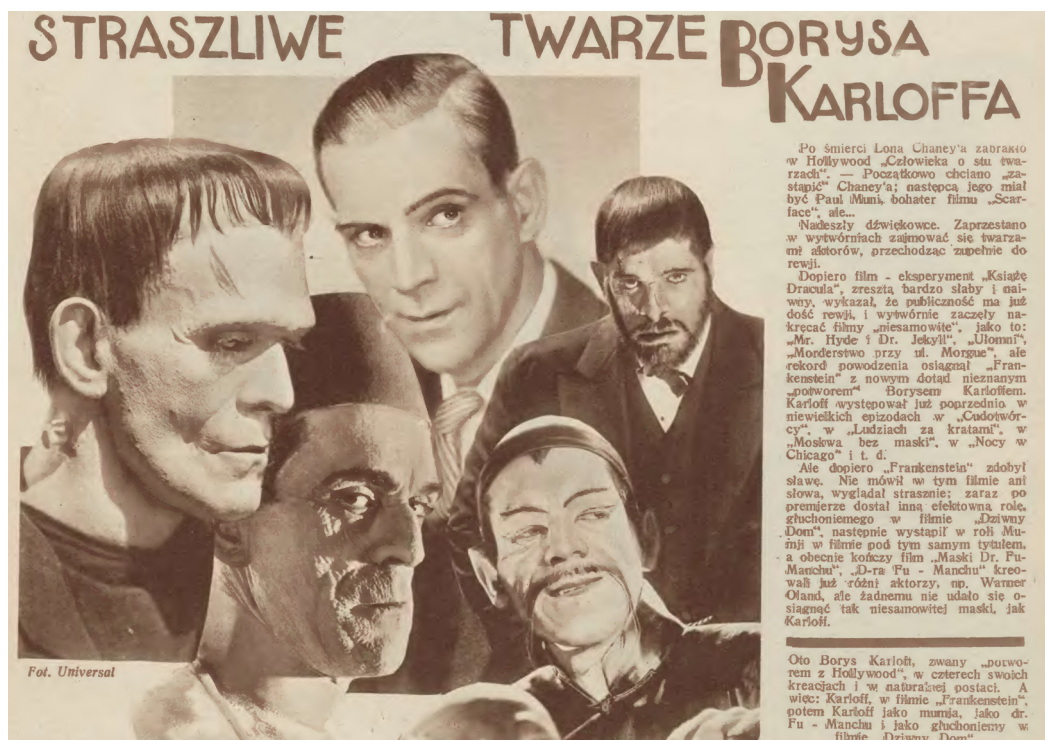 STRASZLIWE TWARZE BORYSA
KARLOFFA
Po śmierci Lona Chaney'a zabrakło
w Hollywood „Człowieka o stu twa-
rzach". — Początkowo chciano „za-
stąpić" Chaney'a; następcą jego miał
być Paul Muni, bohater filmu „Scar-
face", ale...
Nadeszły dźwiękowce. Zaprzestano
w wytwórniach zajmować się twarza-
mi aktorów, przechodząc zupełnie do
rewji.
Dopiero film - eksperyment „Książę
Dracula", zresztą bardzo słaby i nai-
wny, wykazał, że publiczność ma już
dość rewji, i wytwórnie zaczęły na-
kręcać filmy „niesamowite", jako to:
„Mr. Hyde i Dr. Jekyll", „Ułomni",
„Morderstwo przy ul. Morgue", ale
rekord powodzenia osiągnął „Fran-
kenstein" z nowym dotąd nieznanym
„potworem" Borysem Karloffem.
Karloff występował już poprzednio w
niewielkich epizodach w „Cudotwór-
cy", w „Ludziach za kratami", w
„Moskwa bez maski", w „Nocy w
Chicago" i t. d.
Ale dopiero „Frankenstein" zdobył
sławę. Nie mówił w tym filmie ani
słowa, wyglądał strasznie; zaraz po
premjerze dostał inną efektowną rolę,
głuchoniemego w filmie „Dziwny
Dom", następnie wystąpił w roli Mu-
mji w filmie pod tym samym tytułem,
a obecnie kończy film „Maski Dr. Fu-
Manchu", „D-ra Fu - Manchu" kreo-
wali już różni aktorzy, np. Warner
Oland, ale żadnemu nie udało się o-
siągnąć tak niesamowitej maski, jak
Karloff.
Fot. Universal
Oto Borys Karloff, zwany „potwo-
rem z Hollywood", w czterech swoich
kreacjach i w naturalnej postaci. A
więc: Karloff, w filmie „Frankenstein",
potem Karloff jako mumja, jako dr.
Fu - Manchu i jako głuchoniemy w
filmie „Dziwny Dom"